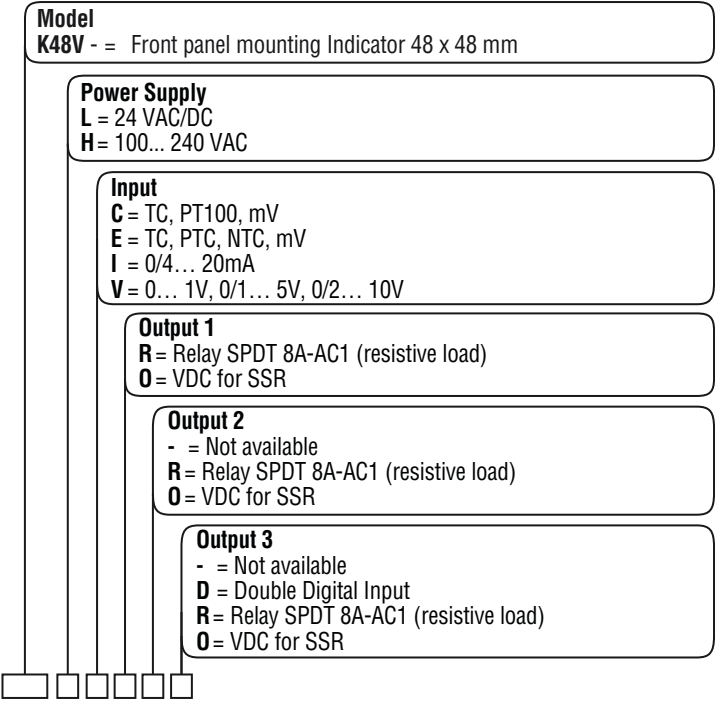 Model
K48V - = Front panel mounting Indicator 48 x 48 mm
Power Supply
L = 24 VAC/DC
H = 100... 240 VAC
Input
C = TC, PT100, mV
E = TC, PTC, NTC, mV
I = 0/4... 20mA
V = 0... 1V, 0/1... 5V, 0/2... 10V
Output 1
R = Relay SPDT 8A-AC1 (resistive load)
O = VDC for SSR
Output 2
- = Not available
R = Relay SPDT 8A-AC1 (resistive load)
O = VDC for SSR
Output 3
- = Not available
D = Double Digital Input
R = Relay SPDT 8A-AC1 (resistive load)
O = VDC for SSR